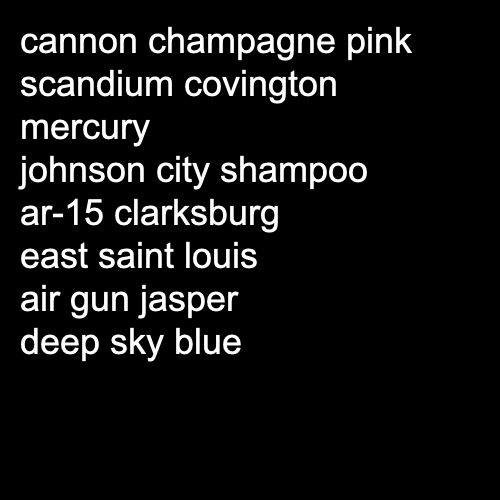 cannon champagne pink
scandium covington
mercury
johnson city shampoo
ar-15 clarksburg
east saint louis
air gun jasper
deep sky blue